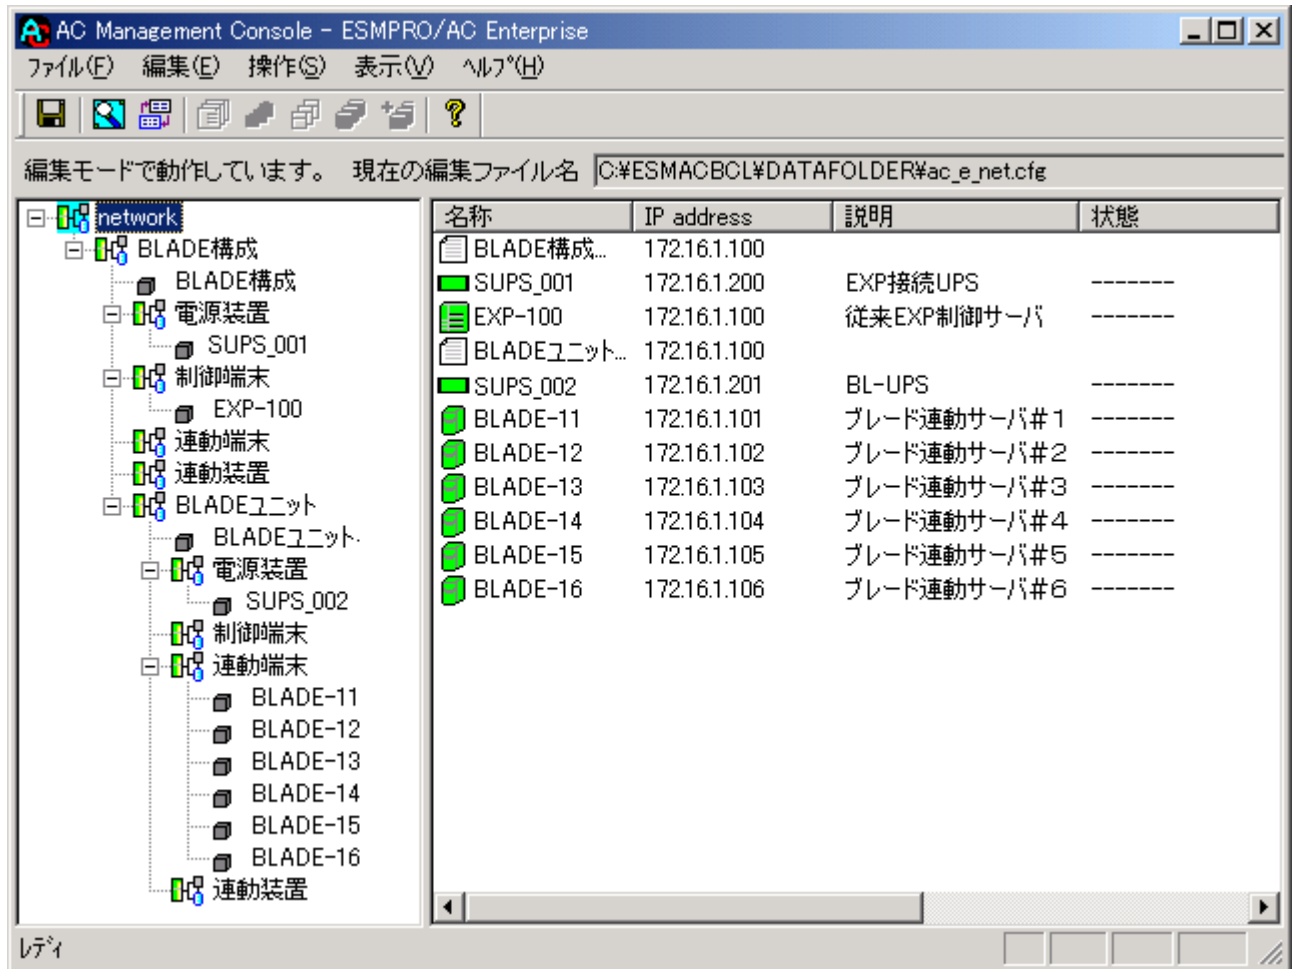 AC Management Console - ESMPRO/AC Enterprise
ﾌｧｲﾙ(F) 編集(E) 操作(S) 表示(V) ﾍﾙﾌﾟ(H)
編集モードで動作しています。 現在の編集ファイル名 C:¥ESMACBCL¥DATAFOLDER¥ac_e_net.cfg
network
BLADE構成
BLADE構成
電源装置
SUPS_001
制御端末
EXP-100
連動端末
連動装置
BLADEユニット
BLADEユニット・
電源装置
SUPS_002
制御端末
連動端末
BLADE-11
BLADE-12
BLADE-13
BLADE-14
BLADE-15
BLADE-16
連動装置
名称 IP address 説明 状態
BLADE構成... 172.16.1.100
SUPS_001 172.16.1.200 EXP接続UPS -------
EXP-100 172.16.1.100 従来EXP制御サーバ -------
BLADEユニット... 172.16.1.100
SUPS_002 172.16.1.201 BL-UPS -------
BLADE-11 172.16.1.101 ブレード連動サーバ＃１ -------
BLADE-12 172.16.1.102 ブレード連動サーバ＃２ -------
BLADE-13 172.16.1.103 ブレード連動サーバ＃３ -------
BLADE-14 172.16.1.104 ブレード連動サーバ＃４ -------
BLADE-15 172.16.1.105 ブレード連動サーバ＃５ -------
BLADE-16 172.16.1.106 ブレード連動サーバ＃６ -------
ﾚﾃﾞｨ